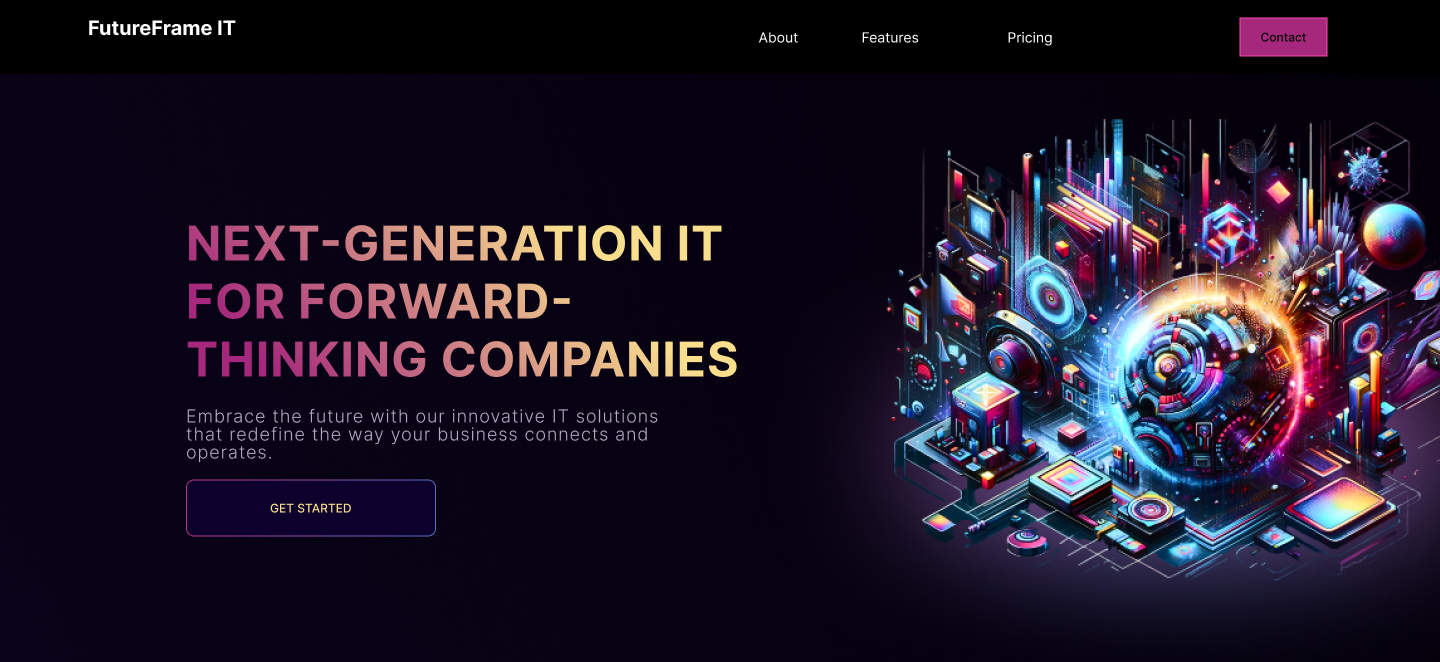 FutureFrame IT
About
Features
Pricing
Contact
NEXT-GENERATION IT
FOR FORWARD-
THINKING COMPANIES
Embrace the future with our innovative IT solutions
that redefine the way your business connects and
operates.
GET STARTED